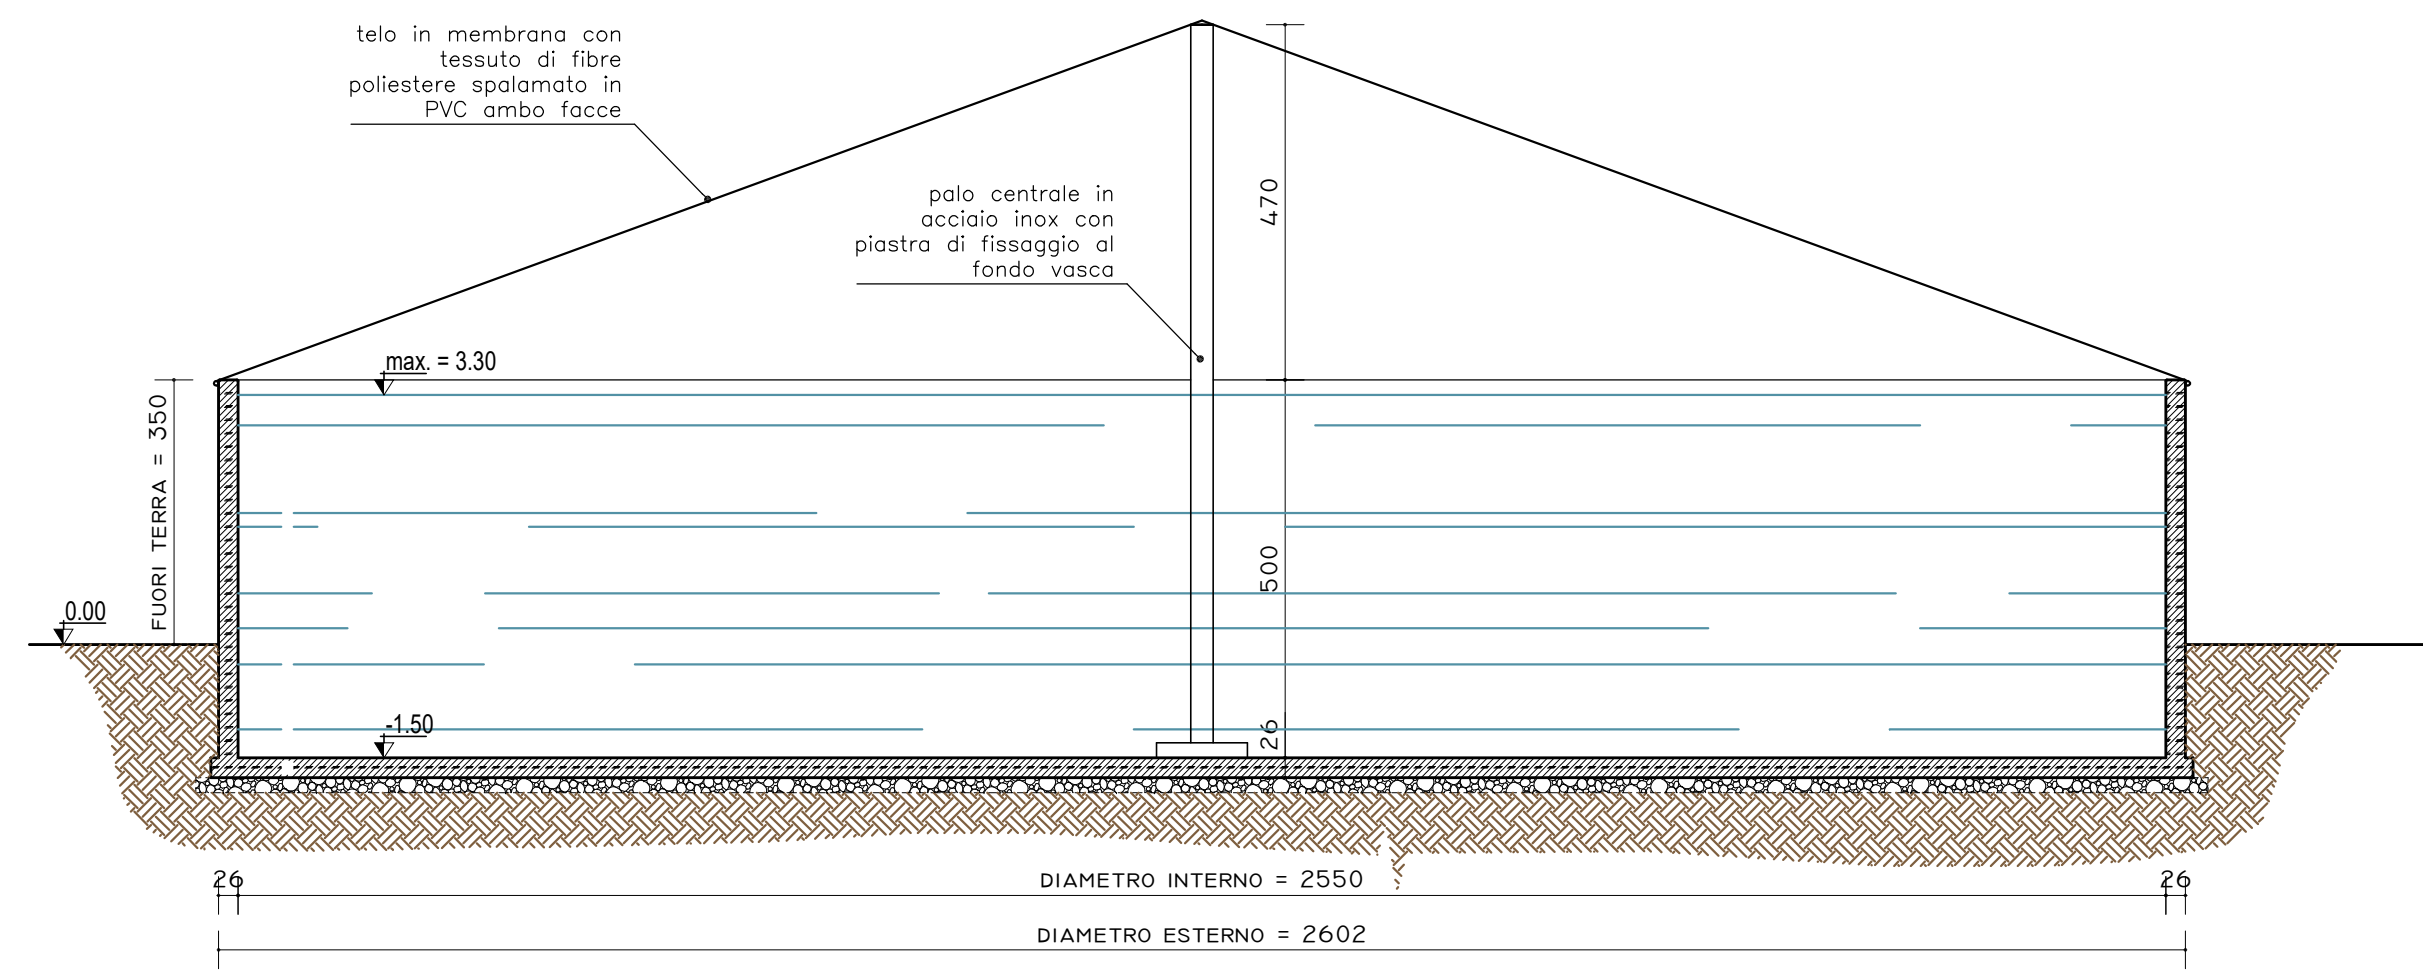 telo in membrana con
tessuto di fibre
poliestere spalamato in
PVC ambo facce
palo centrale in
acciaio inox con
piastra di fissaggio al
fondo vasca
470
max. = 3.30
FUORI TERRA = 350
500
0.00
-1.50
26
26
DIAMETRO INTERNO = 2550
26
DIAMETRO ESTERNO = 2602